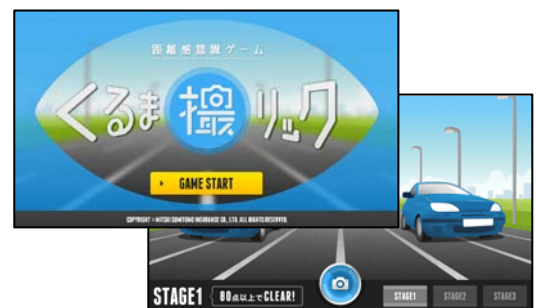 距離感認識ゲーム
くるま撮リック
GAME START
COPYRIGHT © MITSUI SUMITOMO INSURANCE CO., LTD. ALL RIGHTS RESERVED.
STAGE1
80点以上でCLEAR!
STAGE1
STAGE2
STAGE3